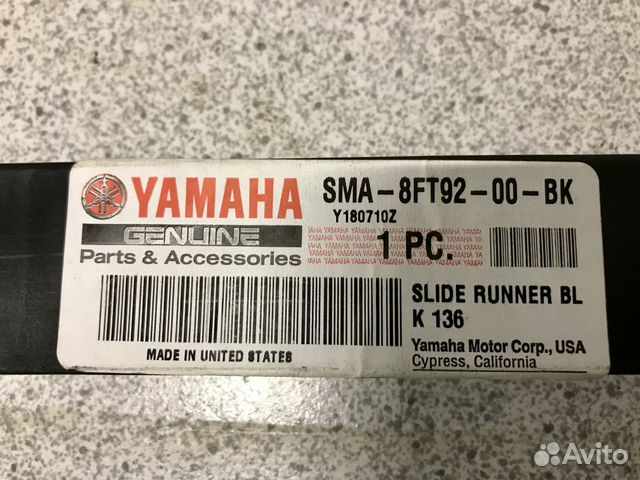 YAMAHA
GENUINE
Parts & Accessories
SMA-8FT92-00-BK
Y180710Z
1 PC.
SLIDE RUNNER BL
K 136
MADE IN UNITED STATES
Yamaha Motor Corp., USA
Cypress, California
Avito